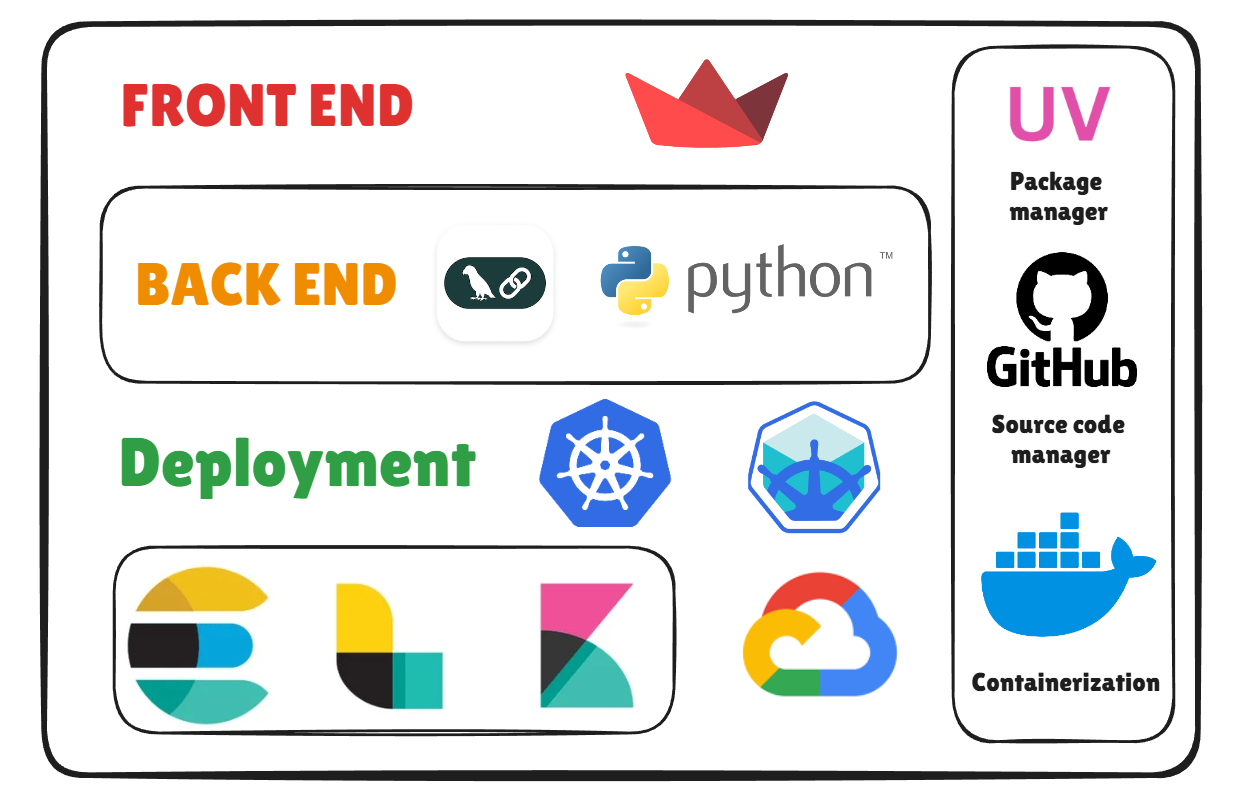 FRONT END
BACK END
python™
Deployment
UV
Package
manager
GitHub
Source code
manager
Containerization